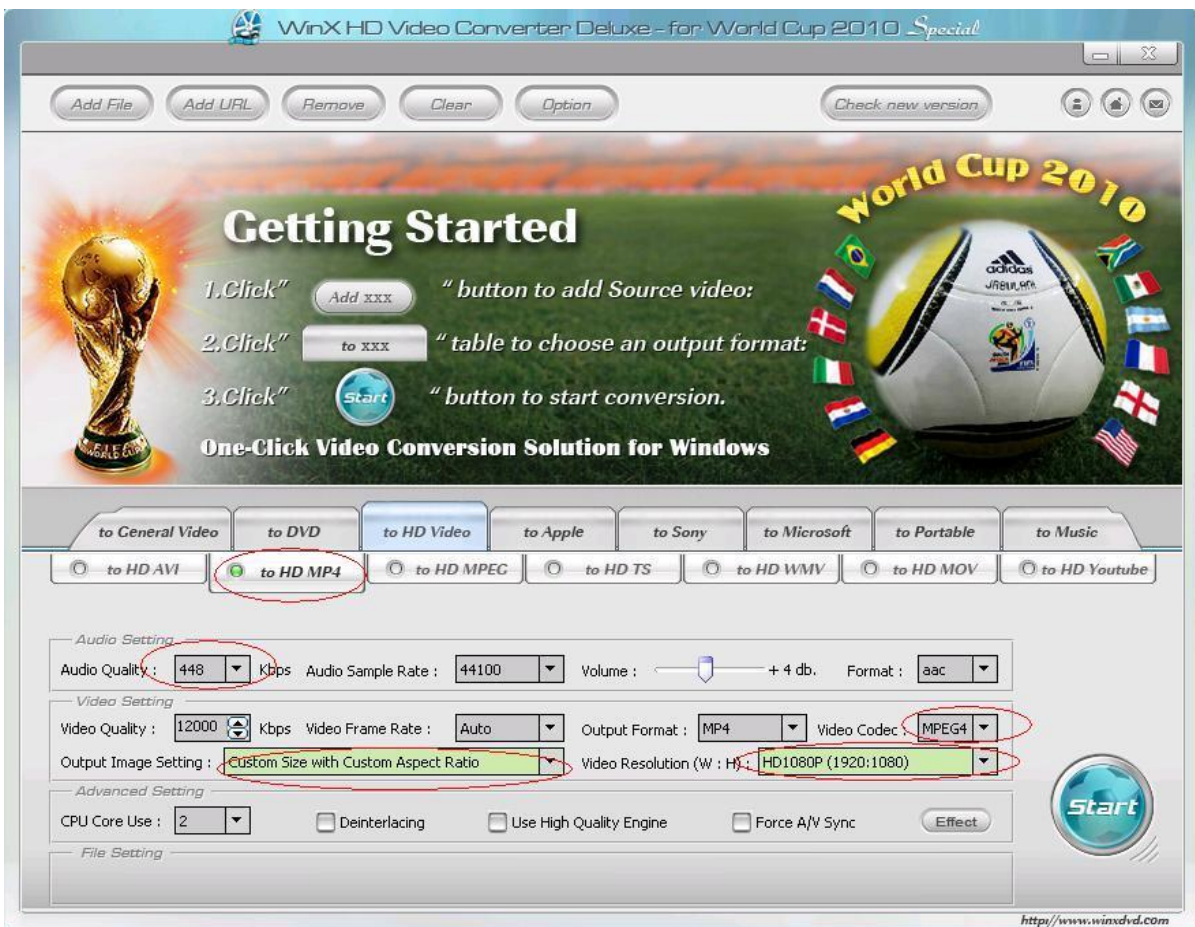 WinX HD Video Converter Deluxe - for World Cup 2010 Special
Add File Add URL Remove Clear Option Check new version
World Cup 2010
Getting Started
adidas
JABULANI
1.Click" Add xxx " button to add Source video:
2.Click" to xxx " table to choose an output format:
3.Click" Start " button to start conversion.
FIFA
WORLD CUP
One-Click Video Conversion Solution for Windows
to General Video to DVD to HD Video to Apple to Sony to Microsoft to Portable to Music
to HD AVI to HD MP4 to HD MPEG to HD TS to HD WMV to HD MOV to HD Youtube
Audio Setting
Audio Quality : 448 Kbps Audio Sample Rate : 44100 Volume : + 4 db. Format : aac
Video Setting
Video Quality : 12000 Kbps Video Frame Rate : Auto Output Format : MP4 Video Codec : MPEG4
Output Image Setting : Custom Size with Custom Aspect Ratio Video Resolution (W : H) : HD1080P (1920:1080)
Advanced Setting
CPU Core Use : 2 Deinterlacing Use High Quality Engine Force A/V Sync Effect
Start
File Setting
http://www.winxdvd.com